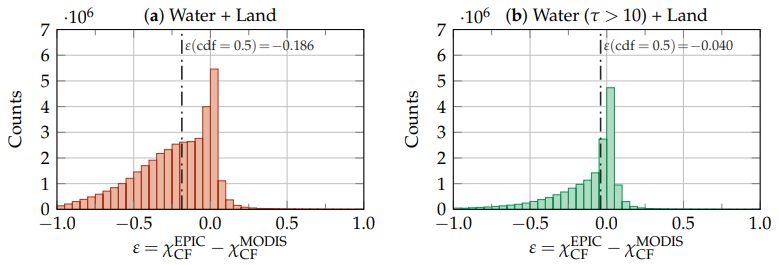 (a) Water + Land
·10⁶
ε(cdf = 0.5) = −0.186
Counts
7
6
5
4
3
2
1
0
−1.0 −0.5 0.0 0.5 1.0
ε = χ_CF^EPIC − χ_CF^MODIS
(b) Water (τ > 10) + Land
·10⁶
ε(cdf = 0.5) = −0.040
Counts
7
6
5
4
3
2
1
0
−1.0 −0.5 0.0 0.5 1.0
ε = χ_CF^EPIC − χ_CF^MODIS